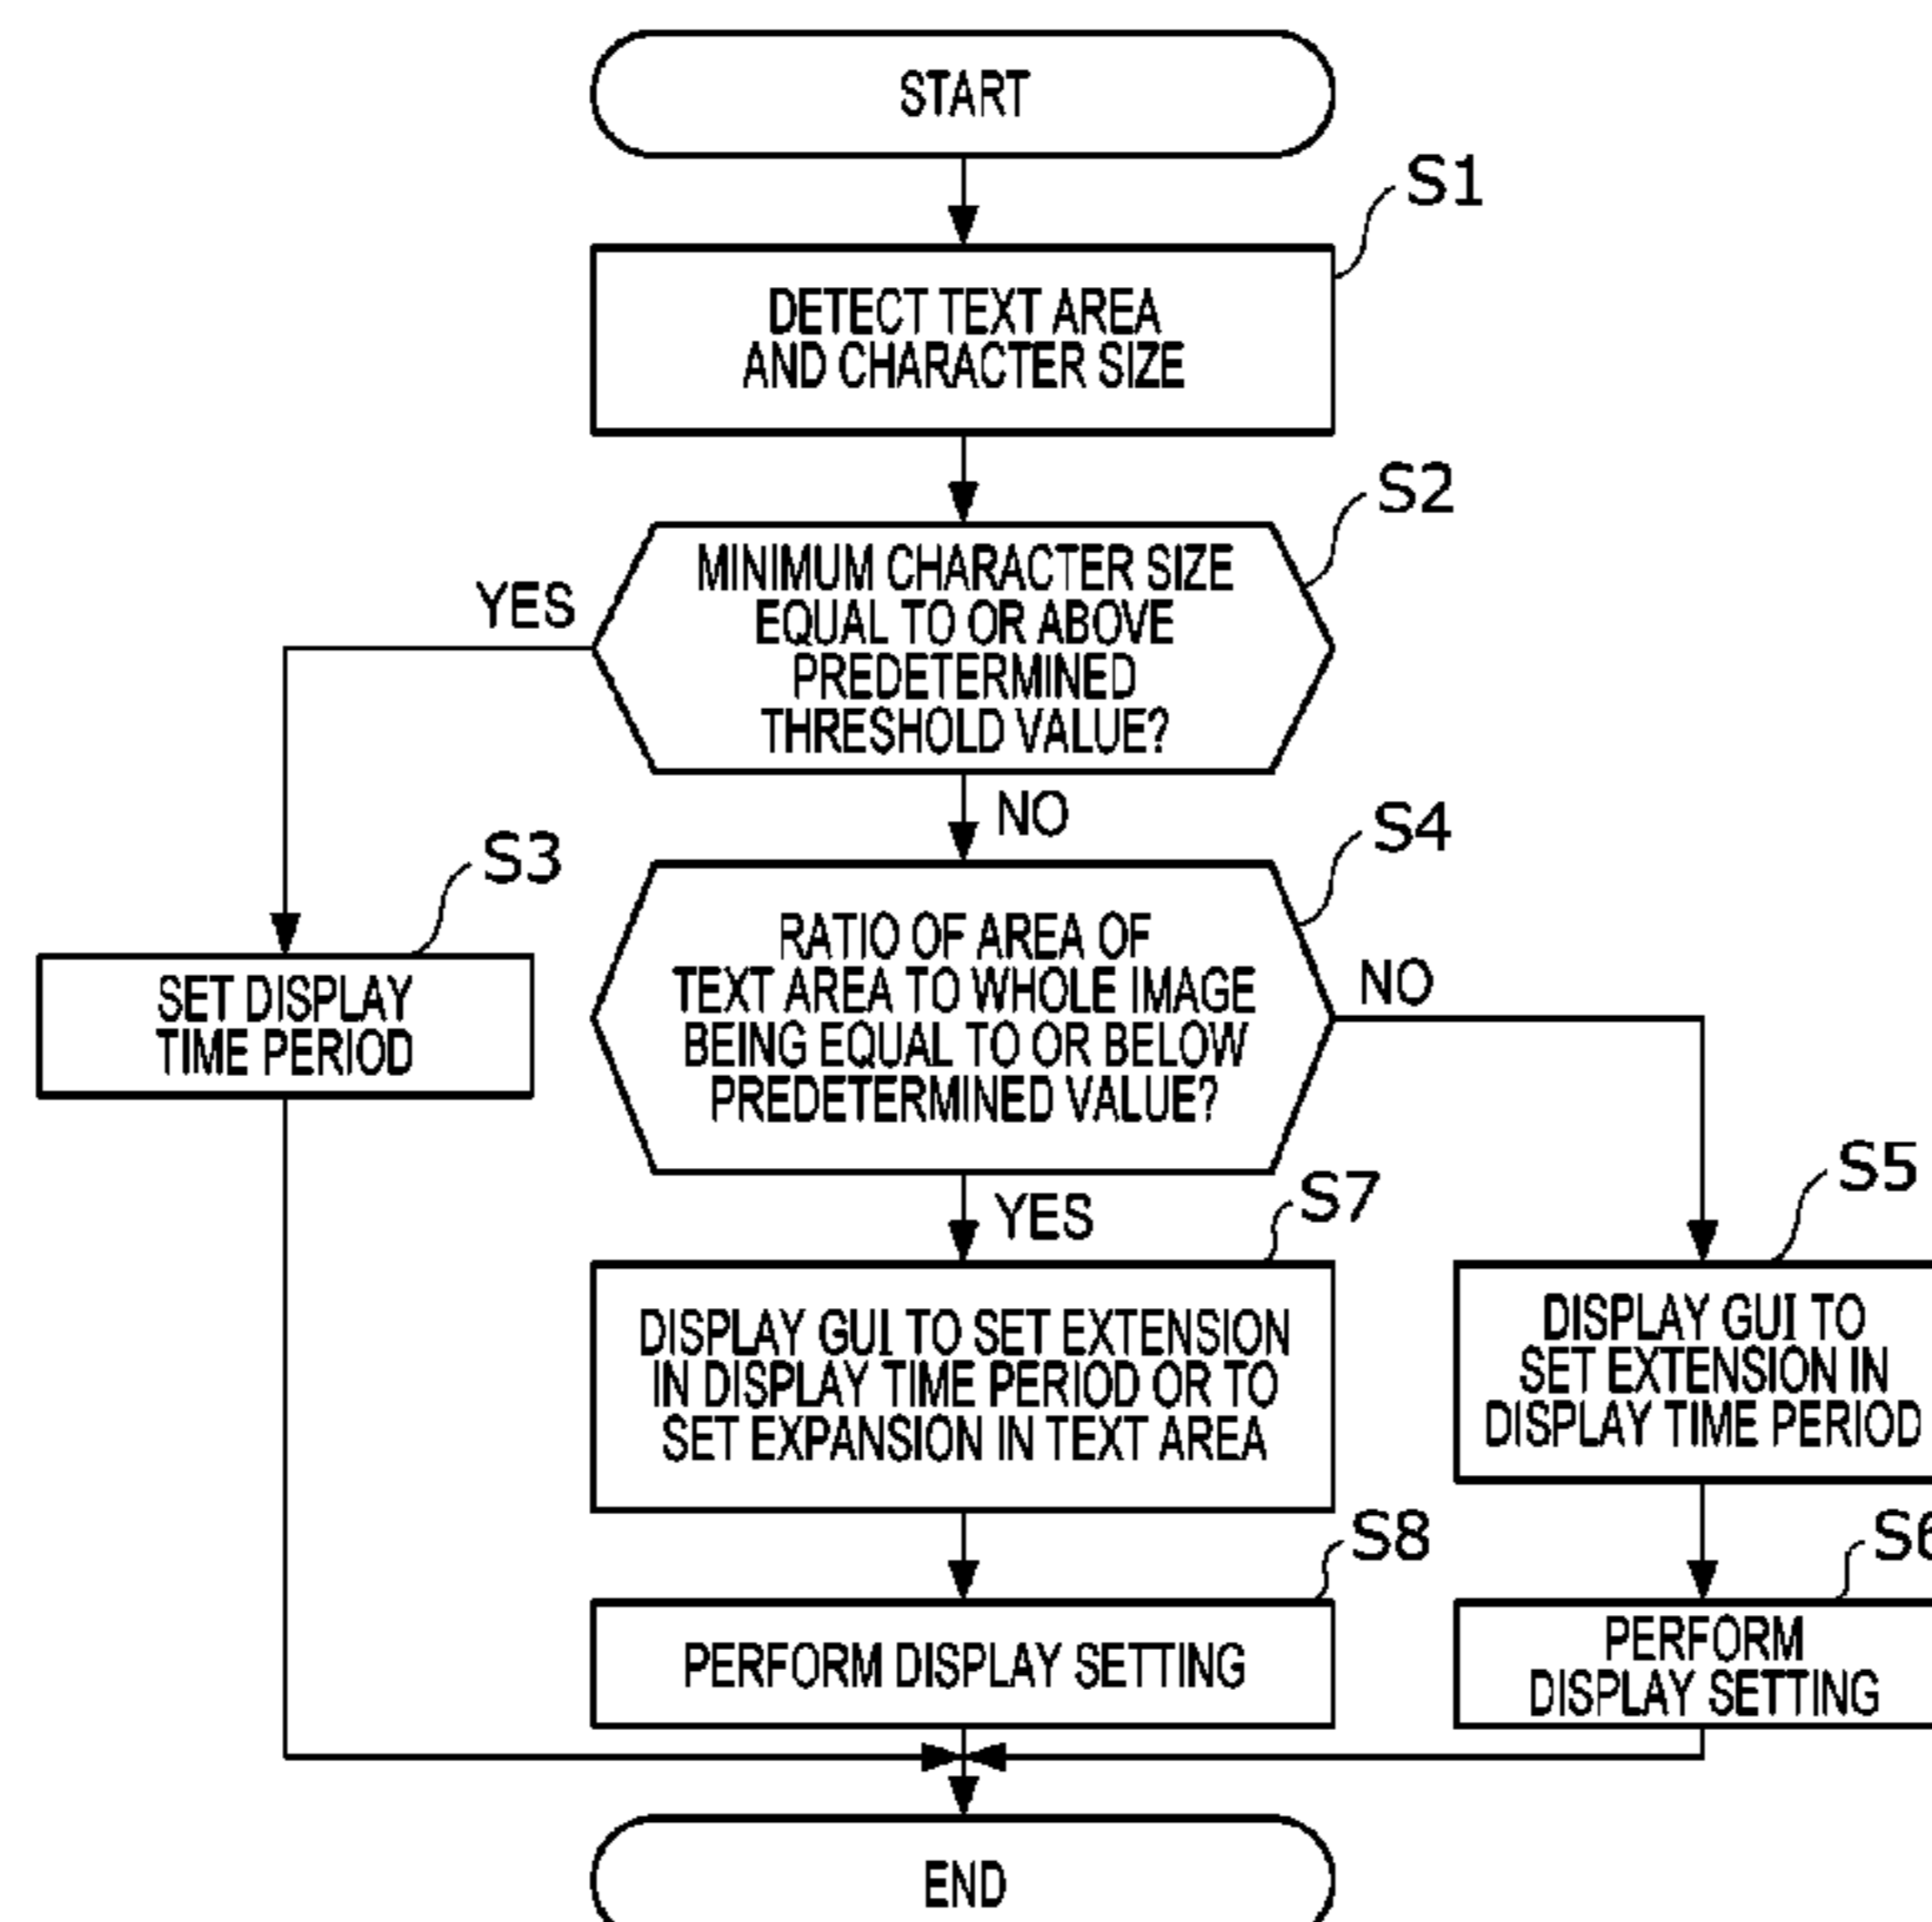 START
S1
DETECT TEXT AREA
AND CHARACTER SIZE
S2
MINIMUM CHARACTER SIZE
EQUAL TO OR ABOVE
PREDETERMINED
THRESHOLD VALUE?
YES
NO
S3
SET DISPLAY
TIME PERIOD
S4
RATIO OF AREA OF
TEXT AREA TO WHOLE IMAGE
BEING EQUAL TO OR BELOW
PREDETERMINED VALUE?
NO
YES
S5
DISPLAY GUI TO
SET EXTENSION IN
DISPLAY TIME PERIOD
S7
DISPLAY GUI TO SET EXTENSION
IN DISPLAY TIME PERIOD OR TO
SET EXPANSION IN TEXT AREA
S8
PERFORM DISPLAY SETTING
S6
PERFORM
DISPLAY SETTING
END